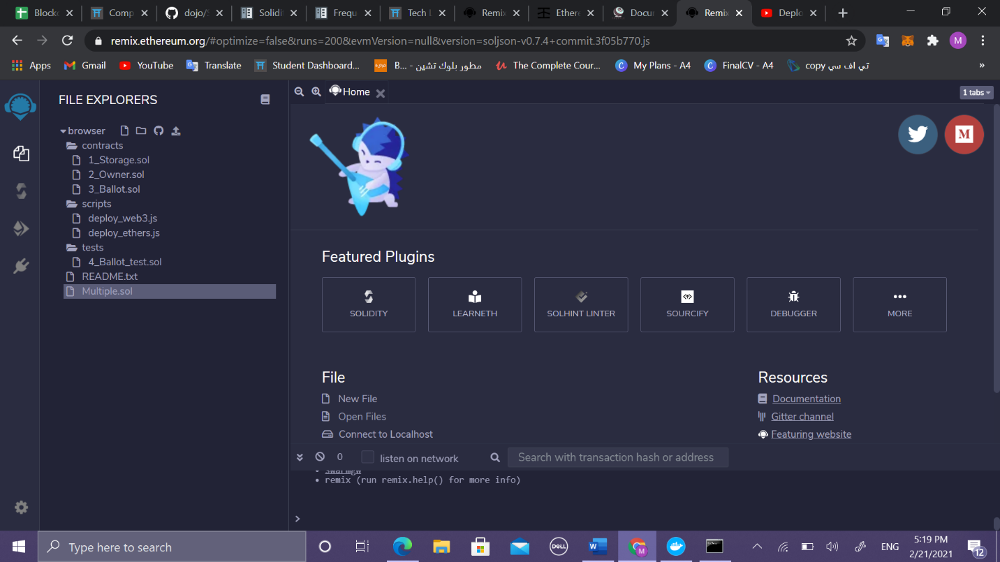 Blocko
Comp
dojo/S
Solidi
Frequ
Tech L
Remix
Ethere
Docun
Remix
Deplo
remix.ethereum.org/#optimize=false&runs=200&evmVersion=null&version=soljson-v0.7.4+commit.3f05b770.js
M
Apps
Gmail
YouTube
Translate
Student Dashboard...
B... - مطور بلوك تشين
The Complete Cour...
My Plans - A4
FinalCV - A4
copy تي اف سي
»
FILE EXPLORERS
Home
1 tabs
browser
contracts
1_Storage.sol
2_Owner.sol
3_Ballot.sol
scripts
deploy_web3.js
deploy_ethers.js
tests
4_Ballot_test.sol
README.txt
Multiple.sol
Featured Plugins
SOLIDITY
LEARNETH
SOLHINT LINTER
SOURCIFY
DEBUGGER
MORE
File
Resources
New File
Documentation
Open Files
Gitter channel
Connect to Localhost
Featuring website
0
listen on network
Search with transaction hash or address
• swarmgw
• remix (run remix.help() for more info)
>
Type here to search
DELL
ENG
5:19 PM
2/21/2021
12